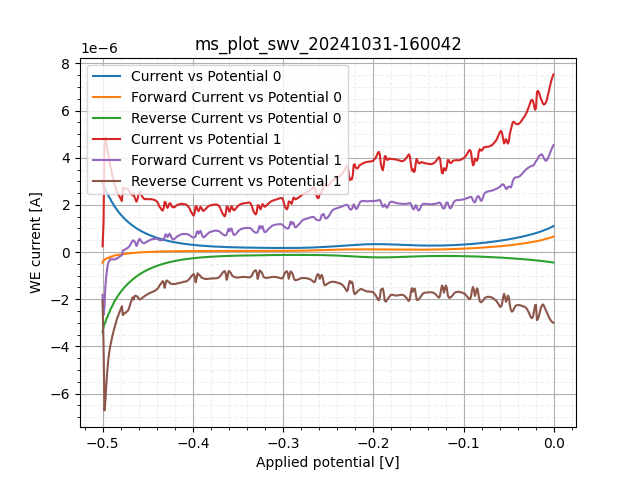 ms_plot_swv_20241031-160042
1e−6
Current vs Potential 0
Forward Current vs Potential 0
Reverse Current vs Potential 0
Current vs Potential 1
Forward Current vs Potential 1
Reverse Current vs Potential 1
8
6
4
2
0
−2
−4
−6
WE current [A]
−0.5 −0.4 −0.3 −0.2 −0.1 0.0
Applied potential [V]